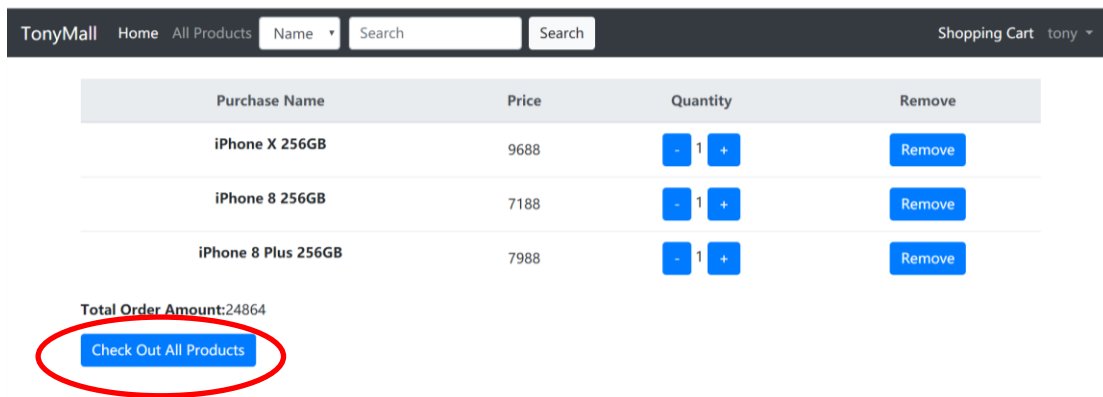 TonyMall Home All Products Name Search Search Shopping Cart tony
Purchase Name Price Quantity Remove
iPhone X 256GB 9688 - 1 + Remove
iPhone 8 256GB 7188 - 1 + Remove
iPhone 8 Plus 256GB 7988 - 1 + Remove
Total Order Amount:24864
Check Out All Products